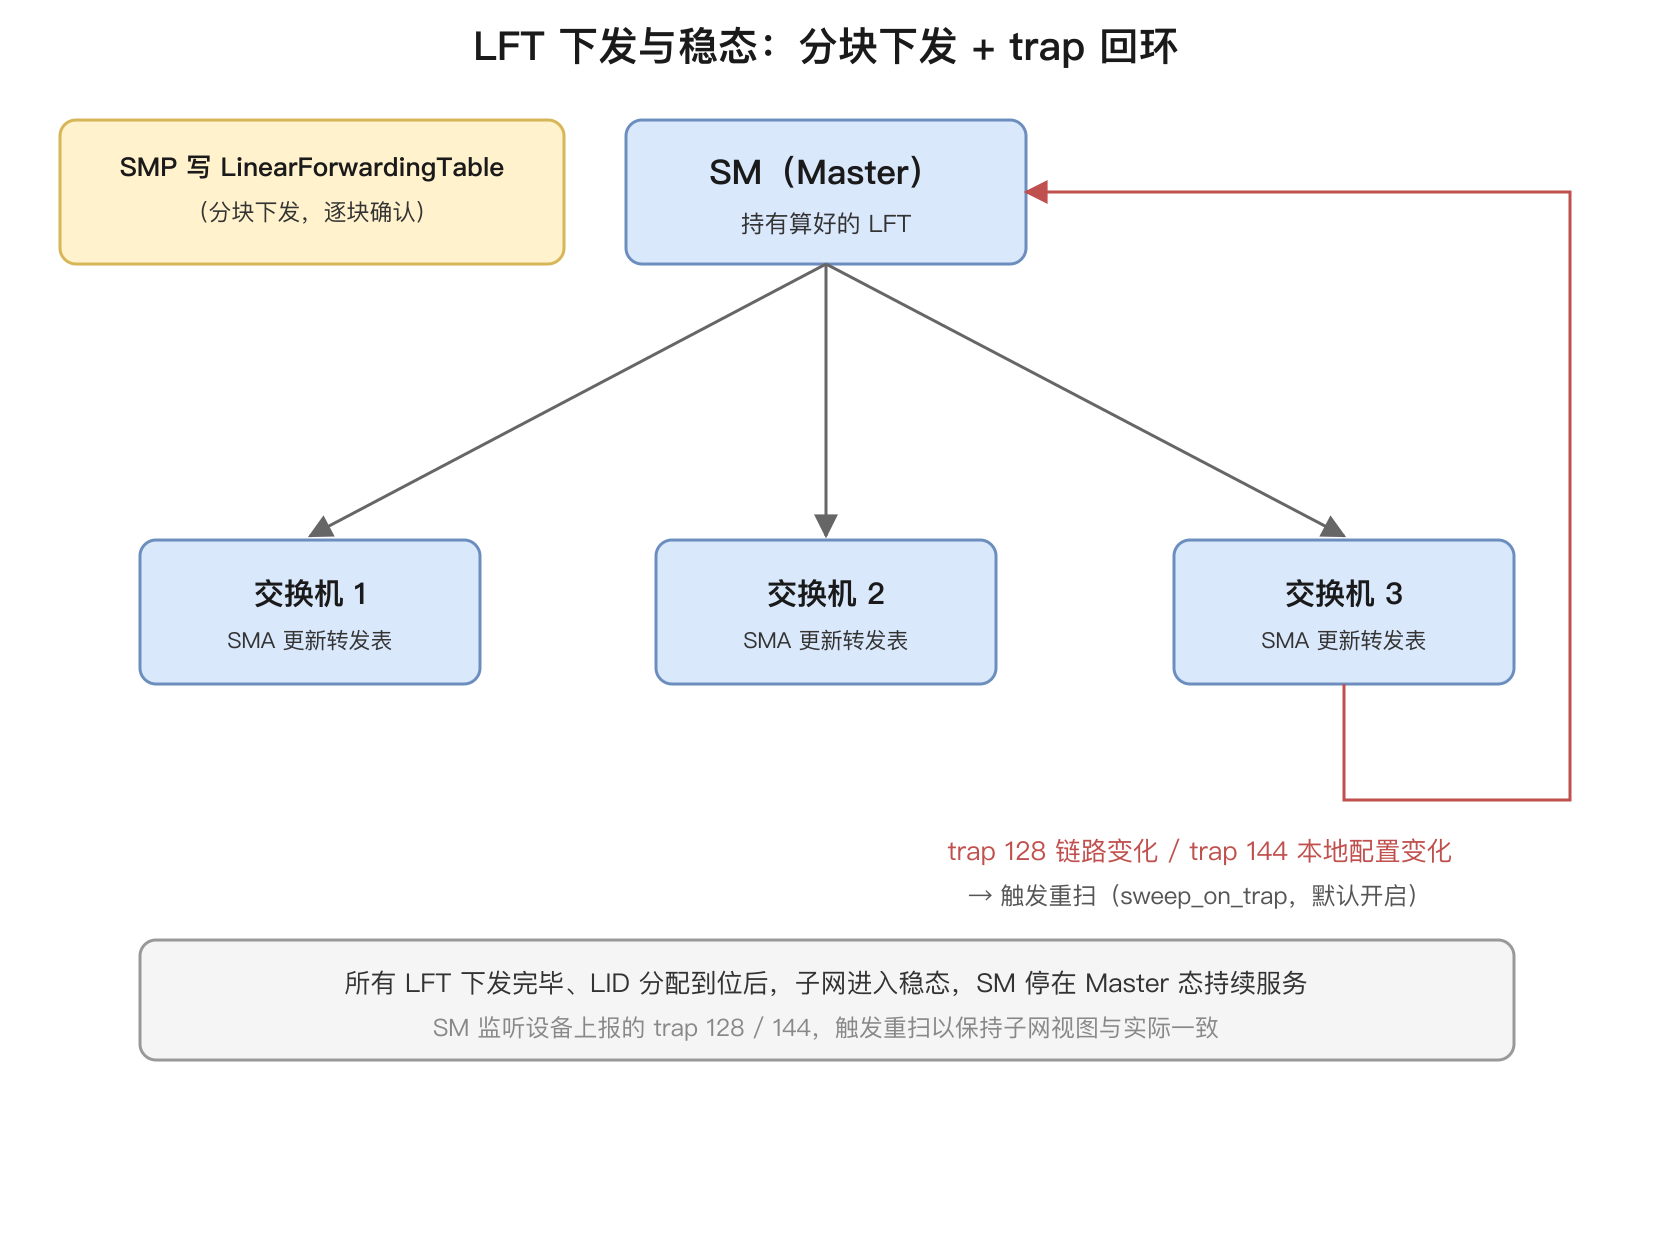 LFT 下发与稳态：分块下发 + trap 回环
SMP 写 LinearForwardingTable
（分块下发，逐块确认）
SM（Master）
持有算好的 LFT
交换机 1
SMA 更新转发表
交换机 2
SMA 更新转发表
交换机 3
SMA 更新转发表
trap 128 链路变化 / trap 144 本地配置变化
→ 触发重扫（sweep_on_trap，默认开启）
所有 LFT 下发完毕、LID 分配到位后，子网进入稳态，SM 停在 Master 态持续服务
SM 监听设备上报的 trap 128 / 144，触发重扫以保持子网视图与实际一致